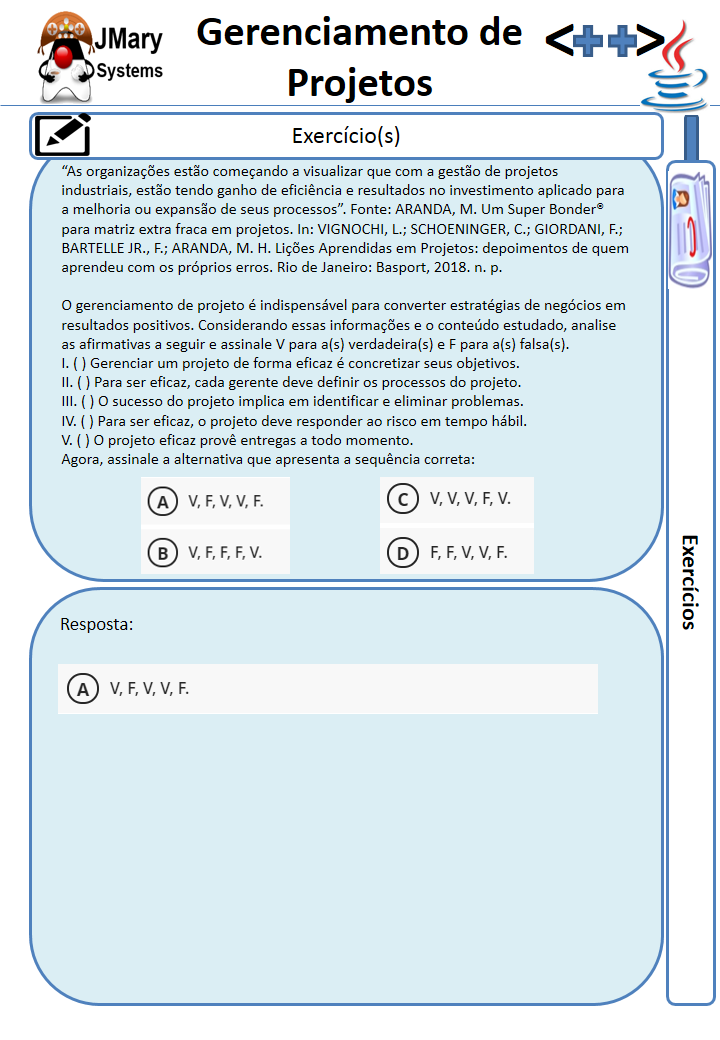 JMary
Systems
Gerenciamento de
Projetos
<++>
Exercício(s)
“As organizações estão começando a visualizar que com a gestão de projetos
industriais, estão tendo ganho de eficiência e resultados no investimento aplicado para
a melhoria ou expansão de seus processos”. Fonte: ARANDA, M. Um Super Bonder®
para matriz extra fraca em projetos. In: VIGNOCHI, L.; SCHOENINGER, C.; GIORDANI, F.;
BARTELLE JR., F.; ARANDA, M. H. Lições Aprendidas em Projetos: depoimentos de quem
aprendeu com os próprios erros. Rio de Janeiro: Basport, 2018. n. p.
O gerenciamento de projeto é indispensável para converter estratégias de negócios em
resultados positivos. Considerando essas informações e o conteúdo estudado, analise
as afirmativas a seguir e assinale V para a(s) verdadeira(s) e F para a(s) falsa(s).
I. ( ) Gerenciar um projeto de forma eficaz é concretizar seus objetivos.
II. ( ) Para ser eficaz, cada gerente deve definir os processos do projeto.
III. ( ) O sucesso do projeto implica em identificar e eliminar problemas.
IV. ( ) Para ser eficaz, o projeto deve responder ao risco em tempo hábil.
V. ( ) O projeto eficaz provê entregas a todo momento.
Agora, assinale a alternativa que apresenta a sequência correta:
A V, F, V, V, F.
B V, F, F, F, V.
C V, V, V, F, V.
D F, F, V, V, F.
Exercícios
Resposta:
A V, F, V, V, F.